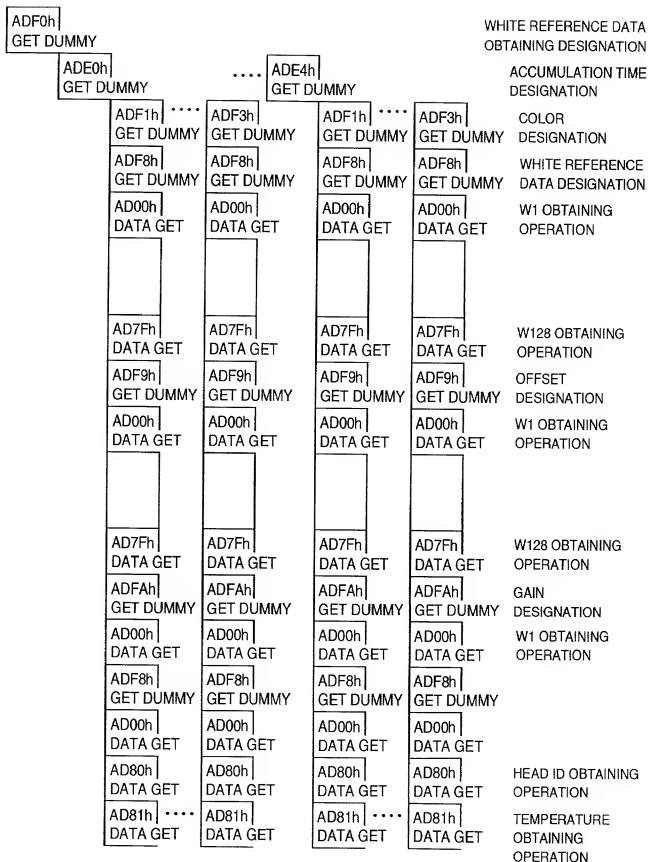 ADF0h
GET DUMMY
WHITE REFERENCE DATA
OBTAINING DESIGNATION
ADE0h
GET DUMMY
.... ADE4h
GET DUMMY
ACCUMULATION TIME
DESIGNATION
ADF1h .... ADF3h ADF1h .... ADF3h COLOR
GET DUMMY GET DUMMY GET DUMMY GET DUMMY DESIGNATION
ADF8h ADF8h ADF8h ADF8h WHITE REFERENCE
GET DUMMY GET DUMMY GET DUMMY GET DUMMY DATA DESIGNATION
AD00h AD00h AD00h AD00h W1 OBTAINING
DATA GET DATA GET DATA GET DATA GET OPERATION
AD7Fh AD7Fh AD7Fh AD7Fh W128 OBTAINING
DATA GET DATA GET DATA GET DATA GET OPERATION
ADF9h ADF9h ADF9h ADF9h OFFSET
GET DUMMY GET DUMMY GET DUMMY GET DUMMY DESIGNATION
AD00h AD00h AD00h AD00h W1 OBTAINING
DATA GET DATA GET DATA GET DATA GET OPERATION
AD7Fh AD7Fh AD7Fh AD7Fh W128 OBTAINING
DATA GET DATA GET DATA GET DATA GET OPERATION
ADFAh ADFAh ADFAh ADFAh GAIN
GET DUMMY GET DUMMY GET DUMMY GET DUMMY DESIGNATION
AD00h AD00h AD00h AD00h W1 OBTAINING
DATA GET DATA GET DATA GET DATA GET OPERATION
ADF8h ADF8h ADF8h ADF8h
GET DUMMY GET DUMMY GET DUMMY GET DUMMY
AD00h AD00h AD00h AD00h
DATA GET DATA GET DATA GET DATA GET
AD80h AD80h AD80h AD80h HEAD ID OBTAINING
DATA GET DATA GET DATA GET DATA GET OPERATION
AD81h .... AD81h AD81h .... AD81h TEMPERATURE
DATA GET DATA GET DATA GET DATA GET OBTAINING
OPERATION